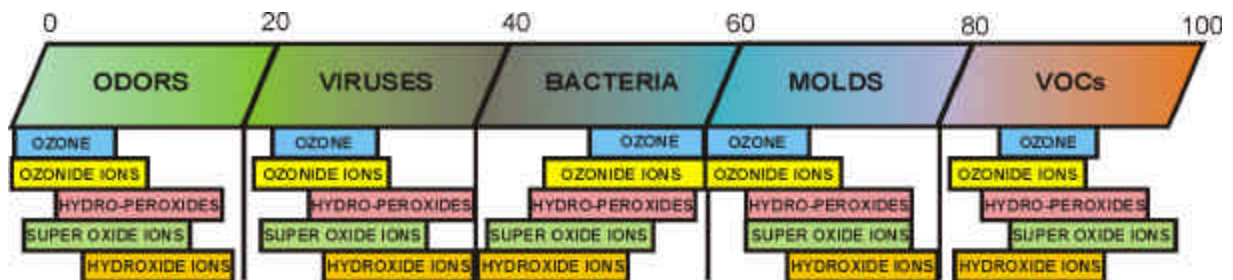 0 20 40 60 80 100
ODORS VIRUSES BACTERIA MOLDS VOCs
OZONE OZONE OZONE OZONE OZONE
OZONIDE IONS OZONIDE IONS OZONIDE IONS OZONIDE IONS OZONIDE IONS
HYDRO-PEROXIDES HYDRO-PEROXIDES HYDRO-PEROXIDES HYDRO-PEROXIDES HYDRO-PEROXIDES
SUPER OXIDE IONS SUPER OXIDE IONS SUPER OXIDE IONS SUPER OXIDE IONS SUPER OXIDE IONS
HYDROXIDE IONS HYDROXIDE IONS HYDROXIDE IONS HYDROXIDE IONS HYDROXIDE IONS